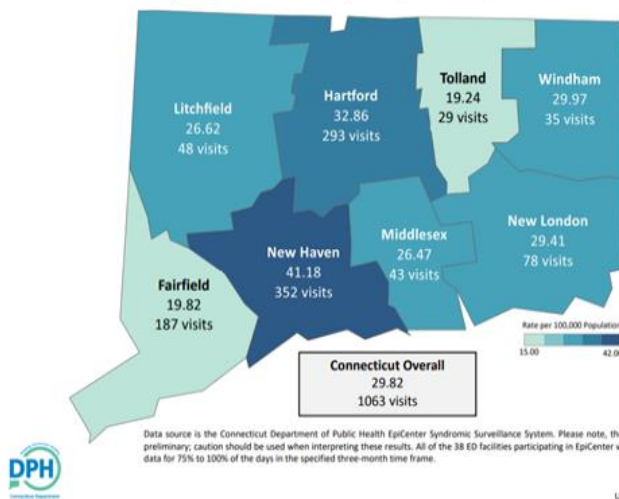 Tolland
19.24
29 visits
Windham
29.97
35 visits
Hartford
32.86
293 visits
Litchfield
26.62
48 visits
New London
29.41
78 visits
Middlesex
26.47
43 visits
New Haven
41.18
352 visits
Fairfield
19.82
187 visits
Rate per 100,000 Population
15.00 42.00
Connecticut Overall
29.82
1063 visits
Data source is the Connecticut Department of Public Health EpiCenter Syndromic Surveillance System. Please note, th
preliminary; caution should be used when interpreting these results. All of the 38 ED facilities participating in EpiCenter
data for 75% to 100% of the days in the specified three-month time frame.
DPH
Connecticut Department